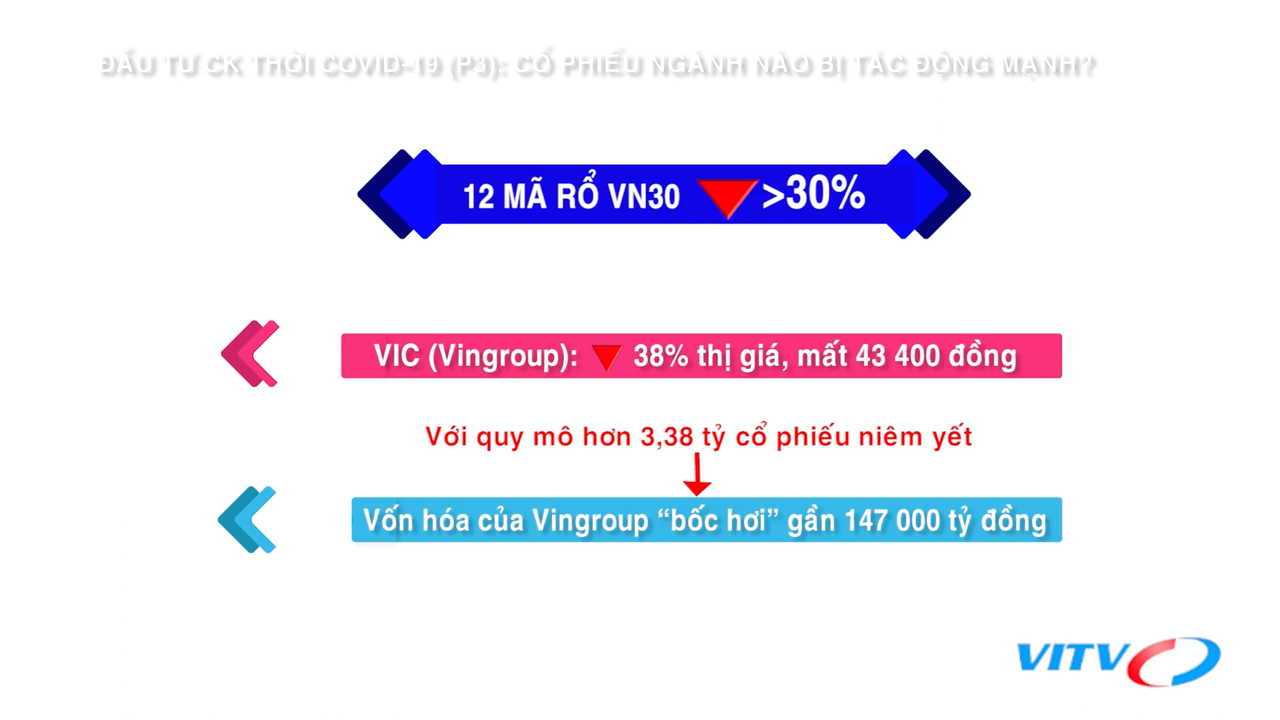 ĐẦU TƯ CK THỜI COVID-19 (P3): CỔ PHIẾU NGÀNH NÀO BỊ TÁC ĐỘNG MẠNH?
12 MÃ RỔ VN30 >30%
VIC (Vingroup): 38% thị giá, mất 43 400 đồng
Với quy mô hơn 3,38 tỷ cổ phiếu niêm yết
Vốn hóa của Vingroup “bốc hơi” gần 147 000 tỷ đồng
VITV